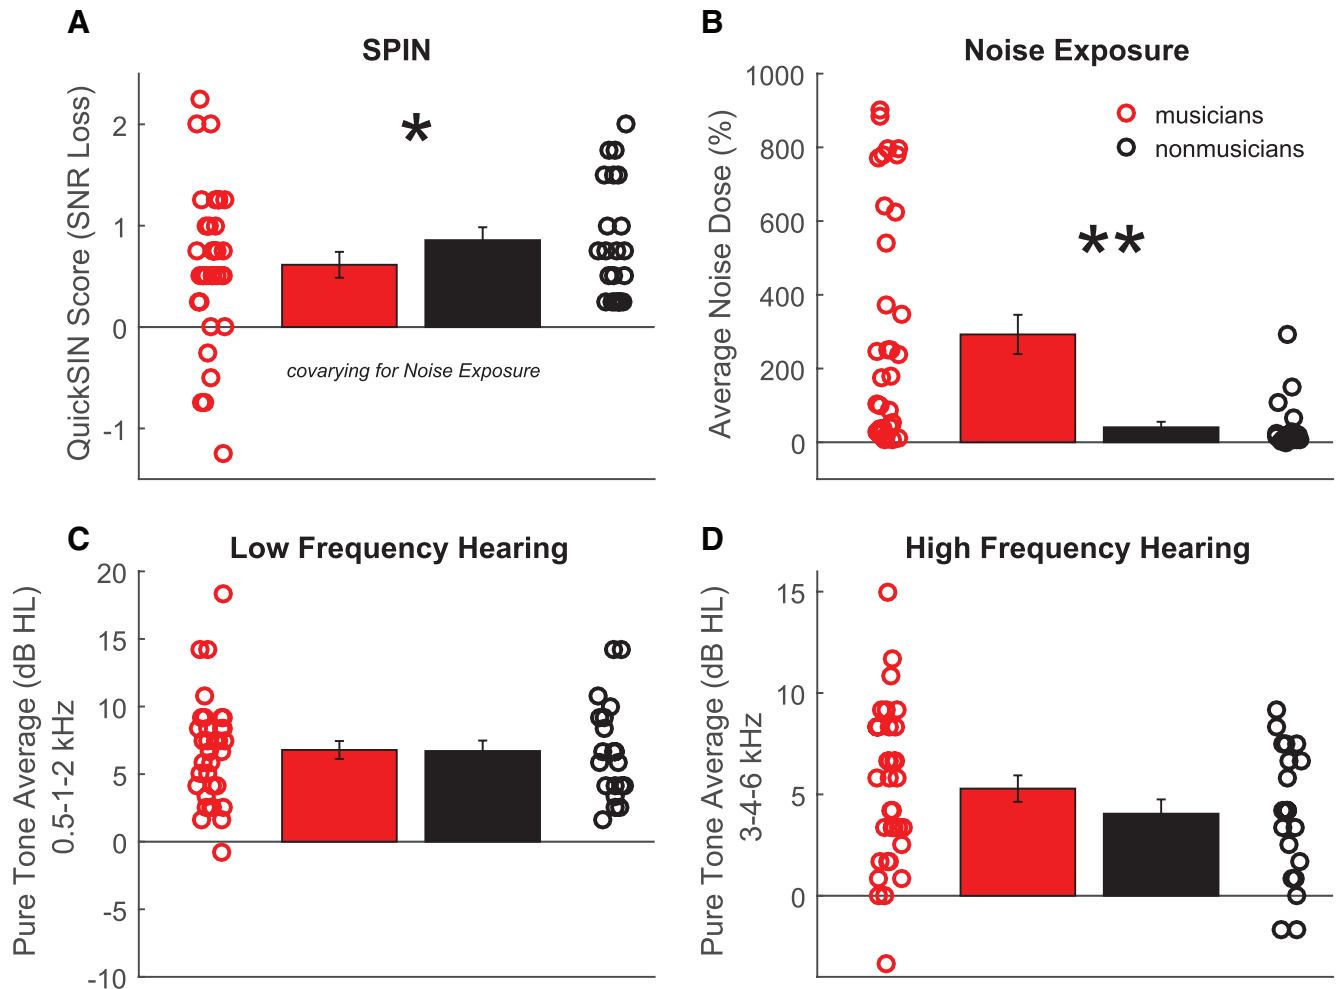 A
SPIN
QuickSIN Score (SNR Loss)
2
1
0
-1
*
covarying for Noise Exposure
B
Noise Exposure
Average Noise Dose (%)
1000
800
600
400
200
0
musicians
nonmusicians
**
C
Low Frequency Hearing
Pure Tone Average (dB HL)
0.5-1-2 kHz
20
15
10
5
0
-5
-10
D
High Frequency Hearing
Pure Tone Average (dB HL)
3-4-6 kHz
15
10
5
0